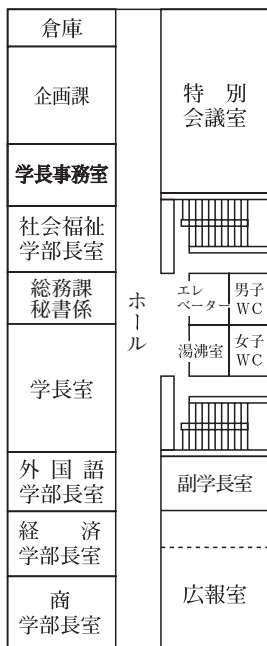 倉庫
企画課
学長事務室
社会福祉
学部長室
総務課
秘書係
学長室
外国語
学部長室
経済
学部長室
商
学部長室
ホール
特別
会議室
エレ
ベーター
男子
WC
湯沸室
女子
WC
副学長室
広報室